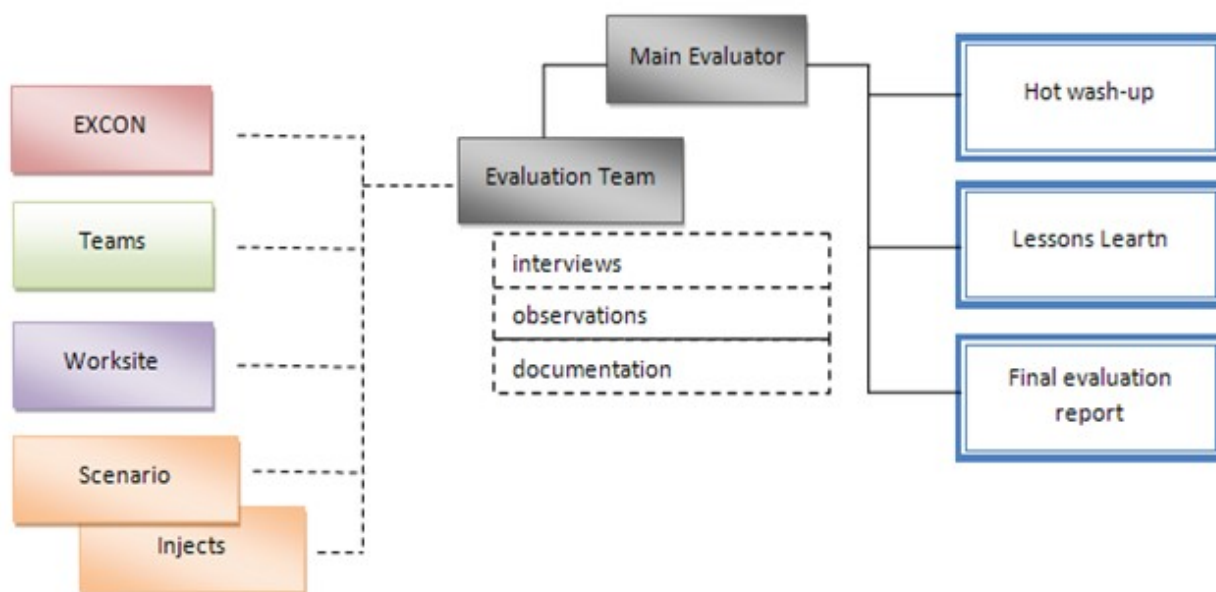 Main Evaluator
Evaluation Team
interviews
observations
documentation
EXCON
Teams
Worksite
Scenario
Injects
Hot wash-up
Lessons Leartn
Final evaluation
report